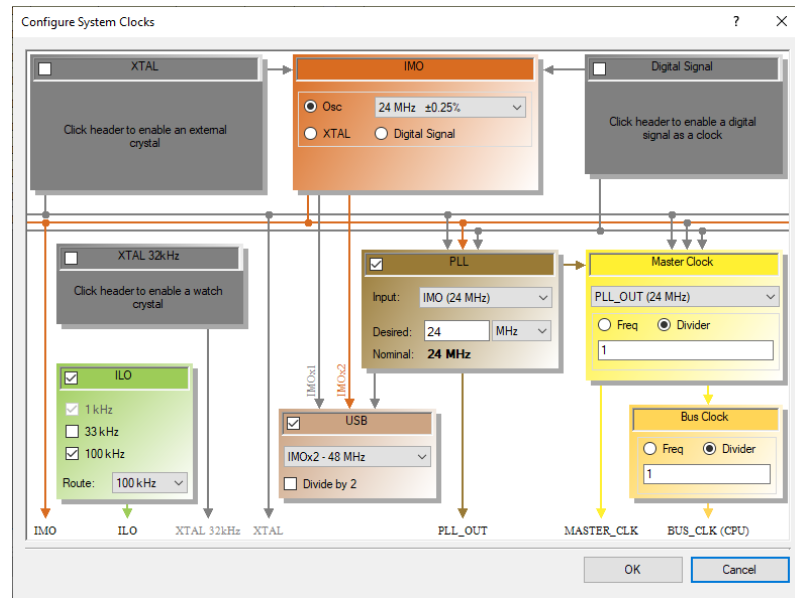 Configure System Clocks
?
XTAL
Click header to enable an external
crystal
IMO
Osc
24 MHz ±0.25%
XTAL
Digital Signal
Digital Signal
Click header to enable a digital
signal as a clock
XTAL 32kHz
Click header to enable a watch
crystal
PLL
Input:
IMO (24 MHz)
Desired:
24
MHz
Nominal:
24 MHz
Master Clock
PLL_OUT (24 MHz)
Freq
Divider
1
ILO
1 kHz
33 kHz
100 kHz
Route:
100 kHz
IMOx1
IMOx2
USB
IMOx2 - 48 MHz
Divide by 2
Bus Clock
Freq
Divider
1
IMO
ILO
XTAL 32kHz
XTAL
PLL_OUT
MASTER_CLK
BUS_CLK (CPU)
OK
Cancel